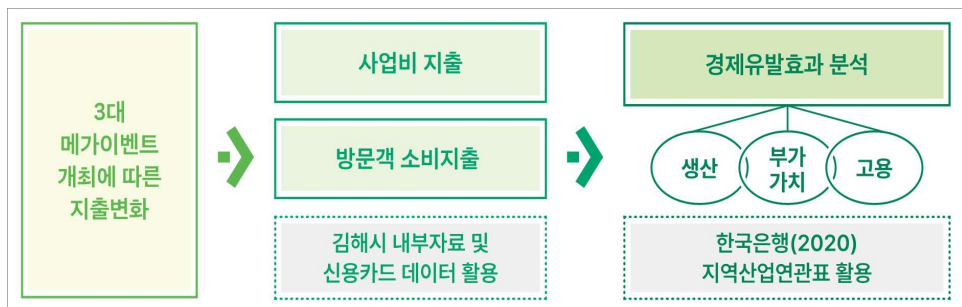 3대
메가이벤트
개최에 따른
지출변화
사업비 지출
방문객 소비지출
김해시 내부자료 및
신용카드 데이터 활용
경제유발효과 분석
생산
부가
가치
고용
한국은행(2020)
지역산업연관표 활용